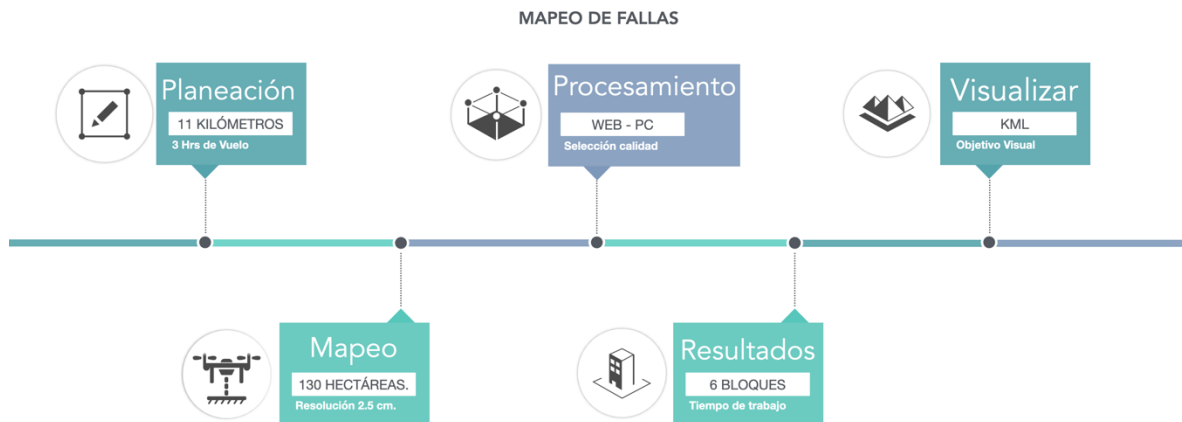 MAPEO DE FALLAS
Planeación
11 KILÓMETROS
3 Hrs de Vuelo
Procesamiento
WEB - PC
Selección calidad
Visualizar
KML
Objetivo Visual
Mapeo
130 HECTÁREAS.
Resolución 2.5 cm.
Resultados
6 BLOQUES
Tiempo de trabajo